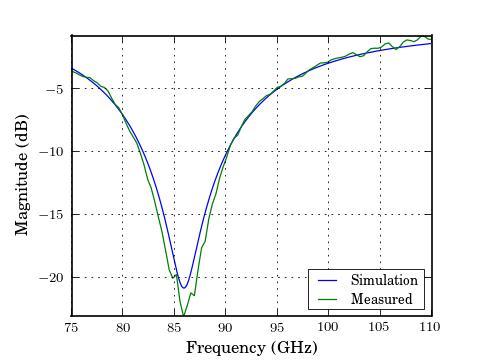 Magnitude (dB)
−5
−10
−15
−20
Simulation
Measured
75 80 85 90 95 100 105 110
Frequency (GHz)